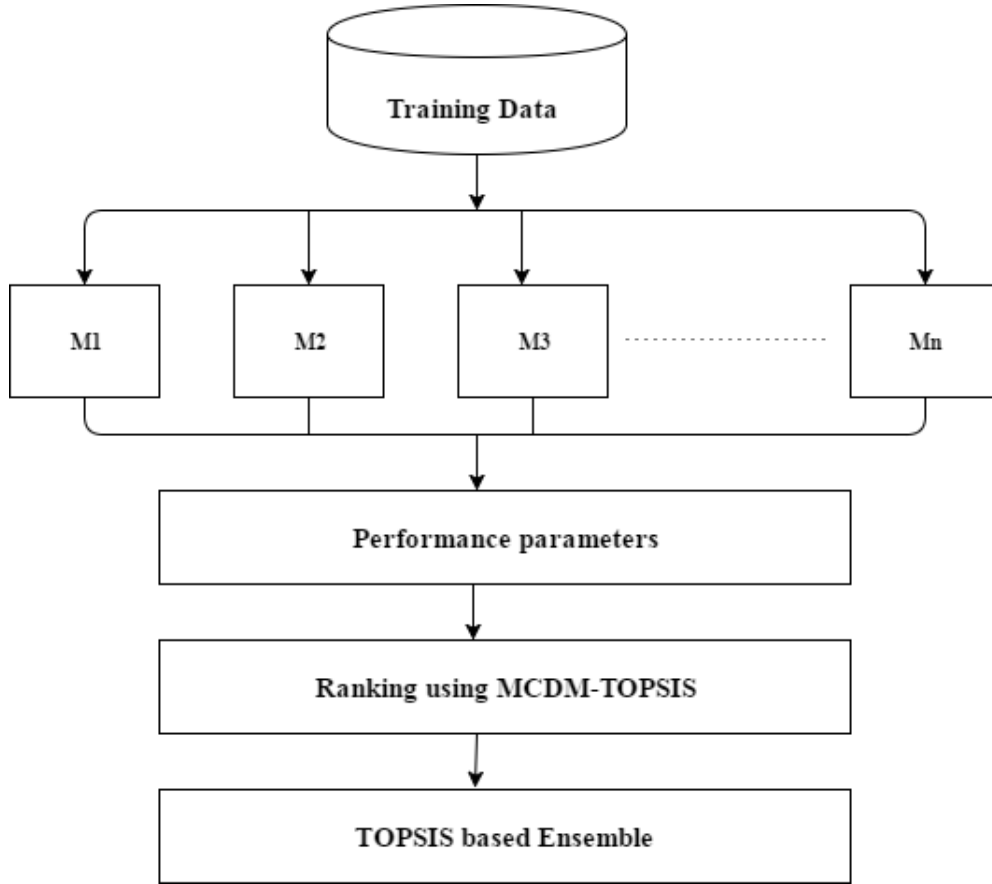 Training Data
M1
M2
M3
Mn
Performance parameters
Ranking using MCDM-TOPSIS
TOPSIS based Ensemble